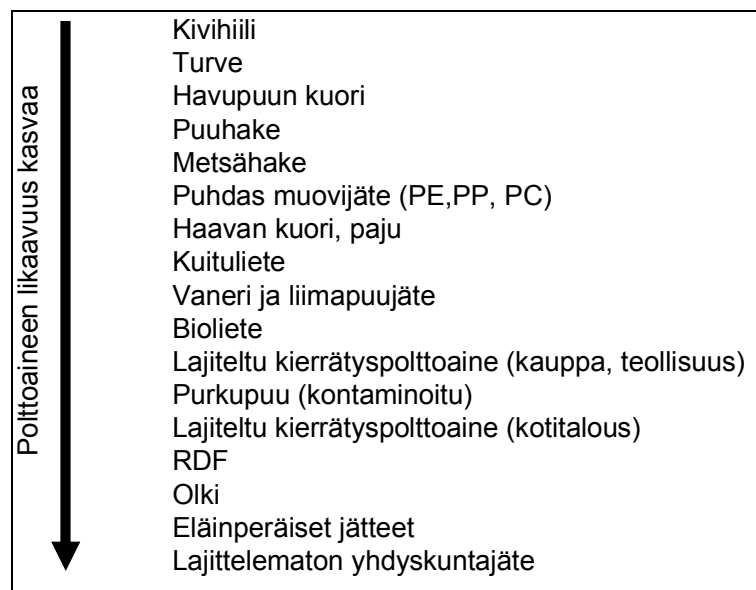 Polttoaineen likaavuus kasvaa
Kivihiili
Turve
Havupuun kuori
Puuhake
Metsähake
Puhdas muovijäte (PE,PP, PC)
Haavan kuori, paju
Kuituliete
Vaneri ja liimapuujäte
Bioliete
Lajiteltu kierrätyspolttoaine (kauppa, teollisuus)
Purkupuu (kontaminoitu)
Lajiteltu kierrätyspolttoaine (kotitalous)
RDF
Olki
Eläinperäiset jätteet
Lajittelematon yhdyskuntajäte